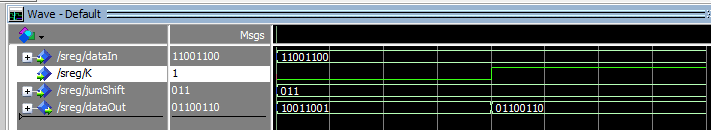 Wave - Default
Msgs
/sreg/dataIn 11001100 11001100
/sreg/K 1
/sreg/jumShift 011 011
/sreg/dataOut 01100110 10011001 01100110